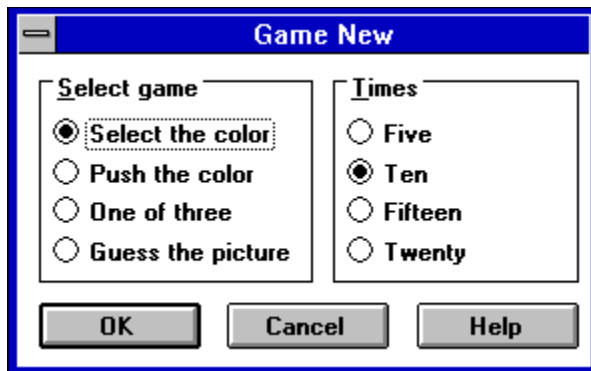 Game New
Select game
Select the color
Push the color
One of three
Guess the picture
Times
Five
Ten
Fifteen
Twenty
OK
Cancel
Help